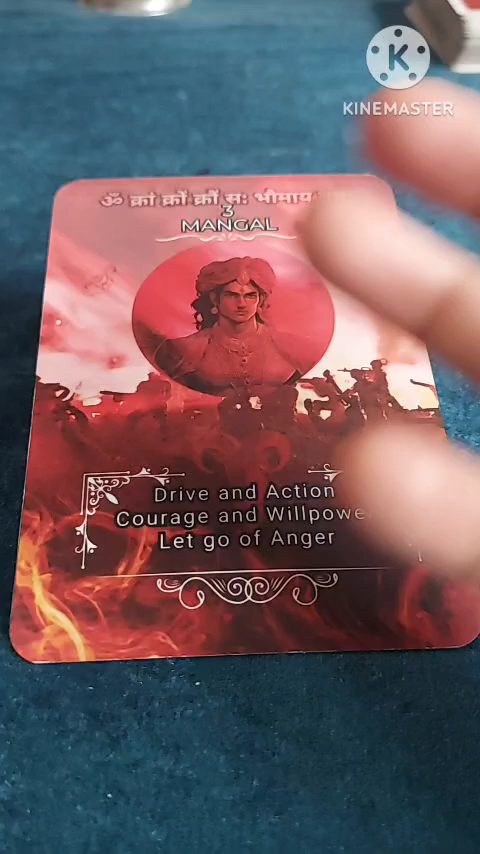 KINEMASTER
ॐ क्रां क्रों क्रौं स: भौमाय
3
MANGAL
Drive and Action
Courage and Willpowe
Let go of Anger